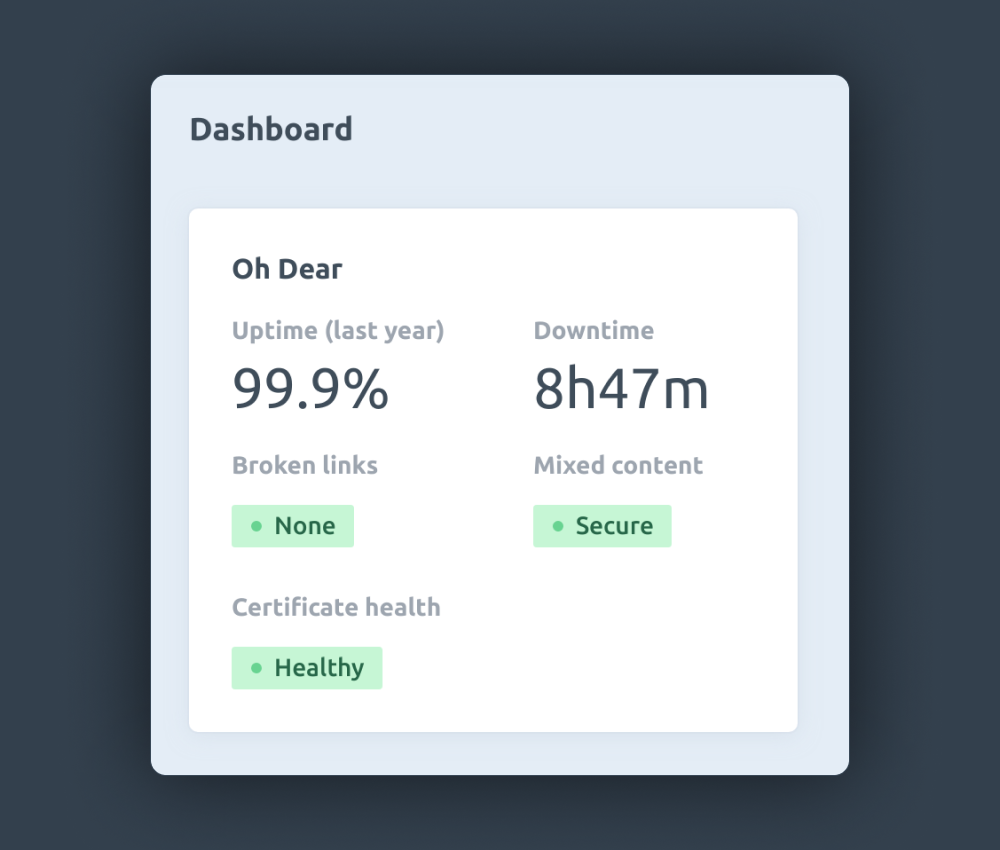 Dashboard
Oh Dear
Uptime (last year)
99.9%
Downtime
8h47m
Broken links
None
Mixed content
Secure
Certificate health
Healthy